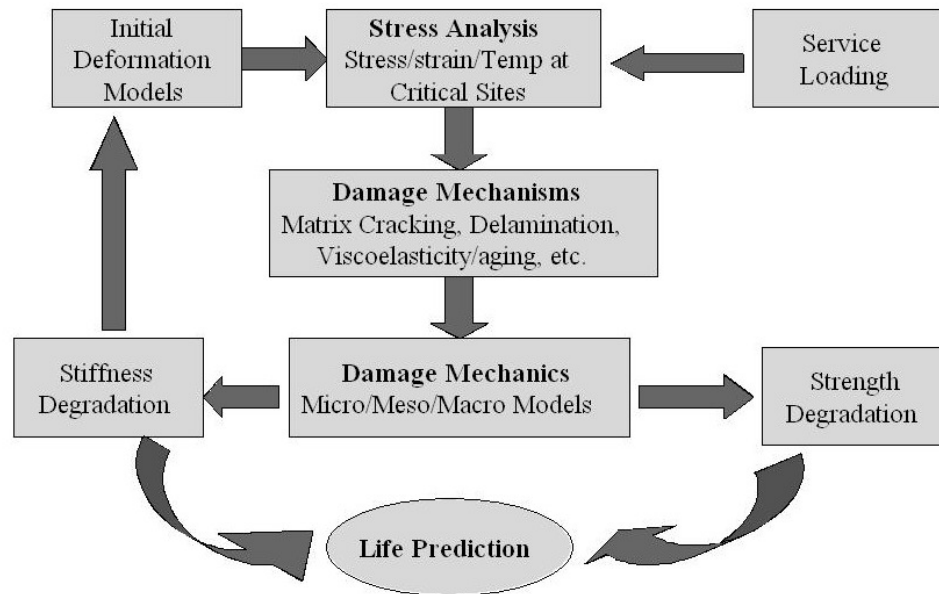 Initial
Deformation
Models
Stress Analysis
Stress/strain/Temp at
Critical Sites
Service
Loading
Damage Mechanisms
Matrix Cracking, Delamination,
Viscoelasticity/aging, etc.
Stiffness
Degradation
Damage Mechanics
Micro/Meso/Macro Models
Strength
Degradation
Life Prediction